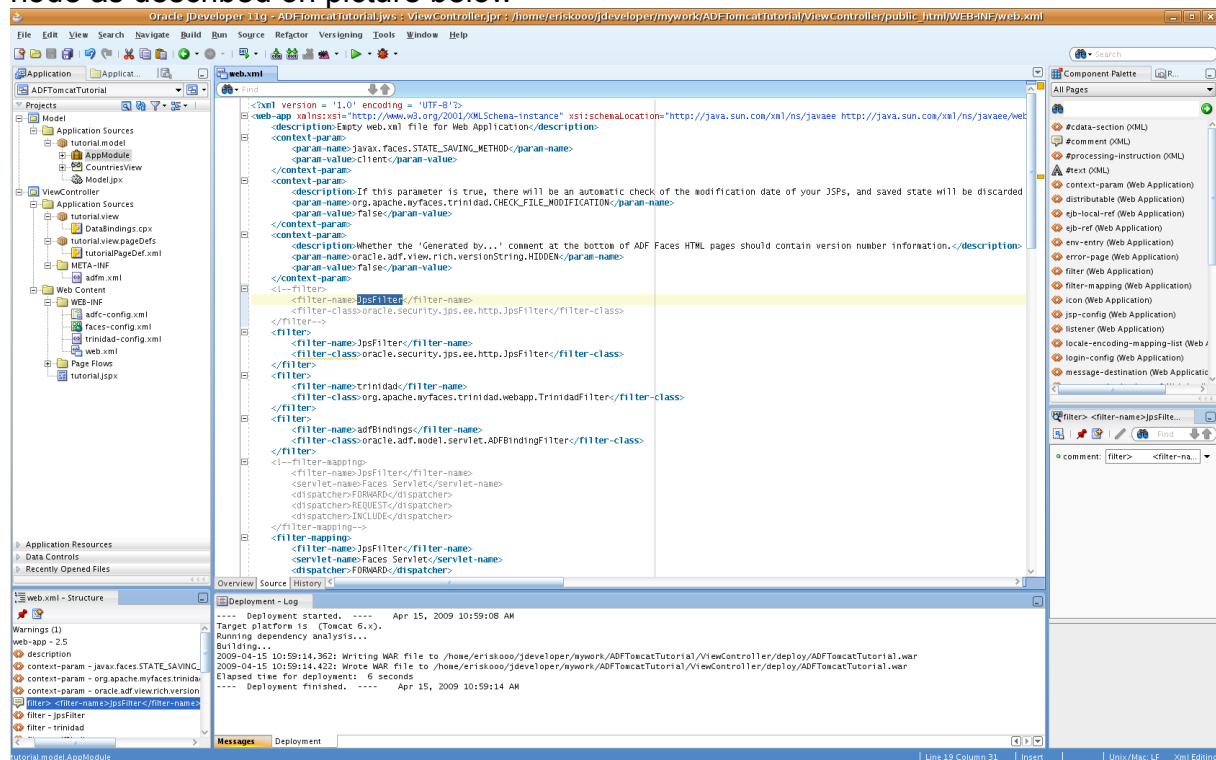 node as described on picture below
Oracle JDeveloper 11g - ADFTomcatTutorial.jws : ViewController.jpr : /home/eriskooo/jdeveloper/mywork/ADFTomcatTutorial/ViewController/public_html/WEB-INF/web.xml
File Edit View Search Navigate Build Run Source Refactor Versioning Tools Window Help
Search
Application Applicat... 
ADFTomcatTutorial
Projects
Model
Application Sources
tutorial.model
AppModule
CountriesView
Model.jpx
ViewController
Application Sources
tutorial.view
DataBindings.cpx
tutorial.view.pageDefs
tutorialPageDef.xml
META-INF
adfm.xml
Web Content
WEB-INF
adfc-config.xml
faces-config.xml
trinidad-config.xml
web.xml
Page Flows
tutorial.jspx
Application Resources
Data Controls
Recently Opened Files
web.xml
Find
<?xml version = '1.0' encoding = 'UTF-8'?>
<web-app xmlns:xsi="http://www.w3.org/2001/XMLSchema-instance" xsi:schemaLocation="http://java.sun.com/xml/ns/javaee http://java.sun.com/xml/ns/javaee/web
<description>Empty web.xml file for Web Application</description>
<context-param>
<param-name>javax.faces.STATE_SAVING_METHOD</param-name>
<param-value>client</param-value>
</context-param>
<context-param>
<description>If this parameter is true, there will be an automatic check of the modification date of your JSPs, and saved state will be discarded
<param-name>org.apache.myfaces.trinidad.CHECK_FILE_MODIFICATION</param-name>
<param-value>false</param-value>
</context-param>
<context-param>
<description>Whether the 'Generated by...' comment at the bottom of ADF Faces HTML pages should contain version number information.</description>
<param-name>oracle.adf.view.rich.versionString.HIDDEN</param-name>
<param-value>false</param-value>
</context-param>
<!--filter>
<filter-name>JpsFilter</filter-name>
<filter-class>oracle.security.jps.ee.http.JpsFilter</filter-class>
</filter-->
<filter>
<filter-name>JpsFilter</filter-name>
<filter-class>oracle.security.jps.ee.http.JpsFilter</filter-class>
</filter>
<filter>
<filter-name>trinidad</filter-name>
<filter-class>org.apache.myfaces.trinidad.webapp.TrinidadFilter</filter-class>
</filter>
<filter>
<filter-name>adfBindings</filter-name>
<filter-class>oracle.adf.model.servlet.ADFBindingFilter</filter-class>
</filter>
<!--filter-mapping>
<filter-name>JpsFilter</filter-name>
<servlet-name>Faces Servlet</servlet-name>
<dispatcher>FORWARD</dispatcher>
<dispatcher>REQUEST</dispatcher>
<dispatcher>INCLUDE</dispatcher>
</filter-mapping-->
<filter-mapping>
<filter-name>JpsFilter</filter-name>
<servlet-name>Faces Servlet</servlet-name>
<dispatcher>FORWARD</dispatcher>
Overview Source History
Component Palette R...
All Pages
#cdata-section (XML)
#comment (XML)
#processing-instruction (XML)
#text (XML)
context-param (Web Application)
distributable (Web Application)
ejb-local-ref (Web Application)
ejb-ref (Web Application)
env-entry (Web Application)
error-page (Web Application)
filter (Web Application)
filter-mapping (Web Application)
icon (Web Application)
jsp-config (Web Application)
listener (Web Application)
locale-encoding-mapping-list (Web A
login-config (Web Application)
message-destination (Web Applicatic
filter> <filter-name>JpsFilte...
Find
comment: filter> <filter-na...
web.xml - Structure
Warnings (1)
web-app - 2.5
description
context-param - javax.faces.STATE_SAVING_
context-param - org.apache.myfaces.trinida
context-param - oracle.adf.view.rich.version
filter> <filter-name>JpsFilter</filter-name>
filter - JpsFilter
filter - trinidad
Deployment - Log
---- Deployment started. ---- Apr 15, 2009 10:59:08 AM
Target platform is (Tomcat 6.x).
Running dependency analysis...
Building...
2009-04-15 10:59:14.362: Writing WAR file to /home/eriskooo/jdeveloper/mywork/ADFTomcatTutorial/ViewController/deploy/ADFTomcatTutorial.war
2009-04-15 10:59:14.422: Wrote WAR file to /home/eriskooo/jdeveloper/mywork/ADFTomcatTutorial/ViewController/deploy/ADFTomcatTutorial.war
Elapsed time for deployment: 6 seconds
---- Deployment finished. ---- Apr 15, 2009 10:59:14 AM
Messages Deployment
tutorial.model.AppModule Line 19 Column 31 Insert Unix/Mac: LF Xml Editing